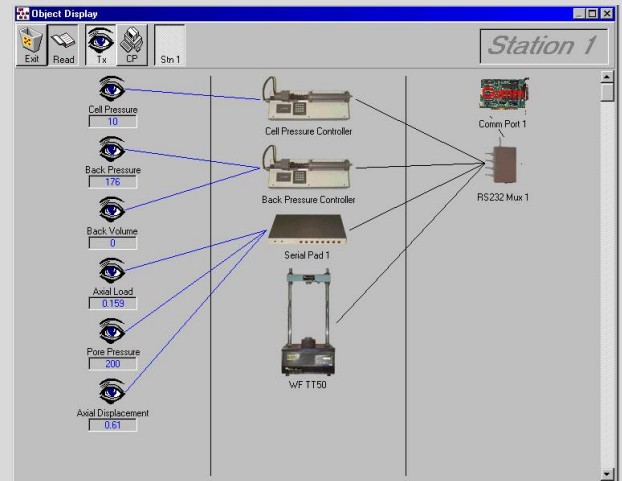 Object Display
Exit Read Tx CP Stn 1
Station 1
Cell Pressure
10
Back Pressure
176
Back Volume
0
Axial Load
0.159
Pore Pressure
200
Axial Displacement
0.61
Cell Pressure Controller
Back Pressure Controller
Serial Pad 1
WF TT50
Comm
Comm Port 1
RS232 Mux 1